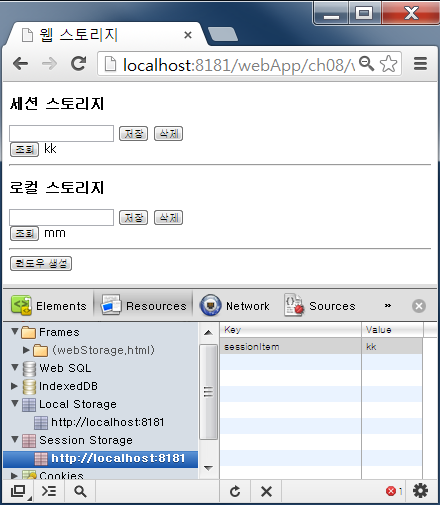 웹 스토리지
localhost:8181/webApp/ch08/
세션 스토리지
저장 삭제
조회 kk
로컬 스토리지
저장 삭제
조회 mm
윈도우 생성
Elements Resources Network Sources »
Frames
(webStorage,html)
Web SQL
IndexedDB
Local Storage
http://localhost:8181
Session Storage
http://localhost:8181
Cookies
Key Value
sessionItem kk
1